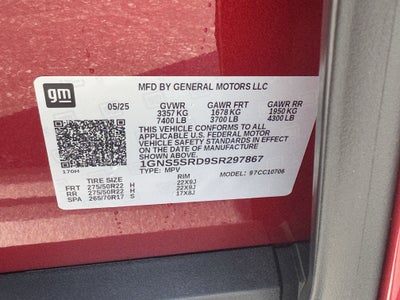 gm
MFD BY GENERAL MOTORS LLC
05/25 GVWR GAWR FRT GAWR RR
3357 KG 1678 KG 1950 KG
7400 LB 3700 LB 4300 LB
THIS VEHICLE CONFORMS TO ALL
APPLICABLE U.S. FEDERAL MOTOR
VEHICLE SAFETY STANDARDS IN EFFECT
ON THE DATE OF MANUFACTURE SHOWN ABOVE.
1GNS5SRD9SR297867
170H TYPE: MPV MODEL: 97CC10706
TIRE SIZE RIM
FRT 275/50R22 H 22X9J
RR 275/50R22 H 22X9J
SPA 265/70R17 S 17X8J